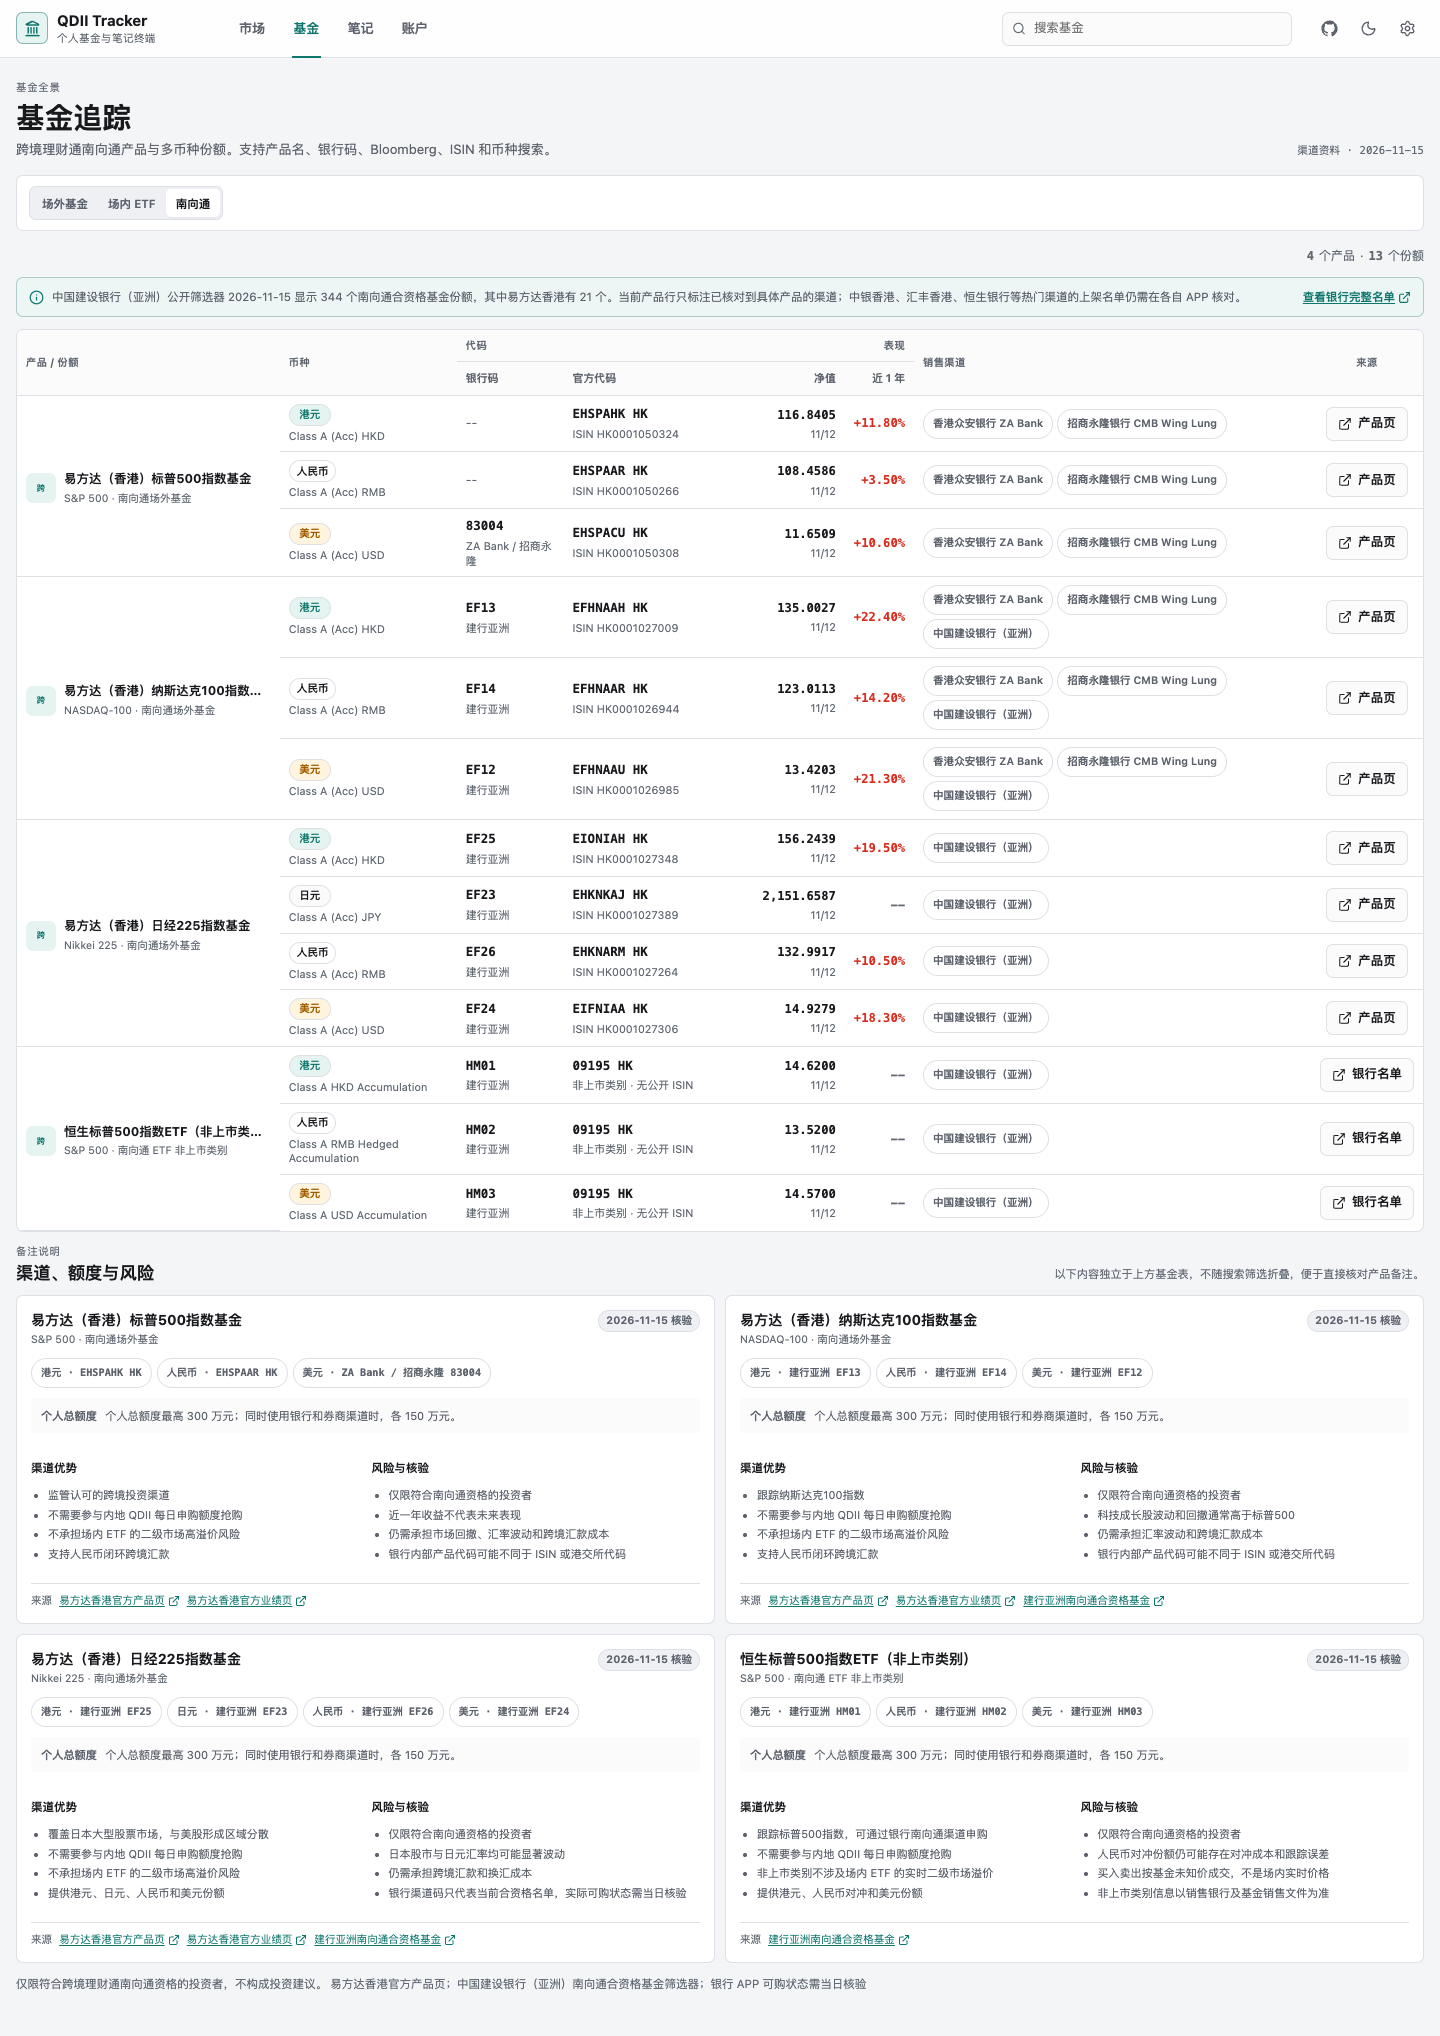 QDII Tracker
个人基金与笔记终端
市场
基金
笔记
账户
搜索基金
基金全景
基金追踪
跨境理财通南向通产品与多币种份额。支持产品名、银行码、Bloomberg、ISIN 和币种搜索。
渠道资料 · 2026-11-15
场外基金
场内 ETF
南向通
4 个产品 · 13 个份额
中国建设银行（亚洲）公开筛选器 2026-11-15 显示 344 个南向通合资格基金份额，其中易方达香港有 21 个。当前产品行只标注已核对到具体产品的渠道；中银香港、汇丰香港、恒生银行等热门渠道的上架名单仍需在各自 APP 核对。
查看银行完整名单
产品 / 份额
币种
代码
表现
销售渠道
来源
银行码
官方代码
净值
近 1 年
易方达（香港）标普500指数基金
S&P 500 · 南向通场外基金
跨
港元
Class A (Acc) HKD
--
EHSPAHK HK
ISIN HK0001050324
116.8405
11/12
+11.80%
香港众安银行 ZA Bank
招商永隆银行 CMB Wing Lung
产品页
人民币
Class A (Acc) RMB
--
EHSPAAR HK
ISIN HK0001050266
108.4586
11/12
+3.50%
香港众安银行 ZA Bank
招商永隆银行 CMB Wing Lung
产品页
美元
Class A (Acc) USD
83004
ZA Bank / 招商永
隆
EHSPACU HK
ISIN HK0001050308
11.6509
11/12
+10.60%
香港众安银行 ZA Bank
招商永隆银行 CMB Wing Lung
产品页
跨
易方达（香港）纳斯达克100指数...
NASDAQ-100 · 南向通场外基金
港元
Class A (Acc) HKD
EF13
建行亚洲
EFHNAAH HK
ISIN HK0001027009
135.0027
11/12
+22.40%
香港众安银行 ZA Bank
招商永隆银行 CMB Wing Lung
中国建设银行（亚洲）
产品页
人民币
Class A (Acc) RMB
EF14
建行亚洲
EFHNAAR HK
ISIN HK0001026944
123.0113
11/12
+14.20%
香港众安银行 ZA Bank
招商永隆银行 CMB Wing Lung
中国建设银行（亚洲）
产品页
美元
Class A (Acc) USD
EF12
建行亚洲
EFHNAAU HK
ISIN HK0001026985
13.4203
11/12
+21.30%
香港众安银行 ZA Bank
招商永隆银行 CMB Wing Lung
中国建设银行（亚洲）
产品页
跨
易方达（香港）日经225指数基金
Nikkei 225 · 南向通场外基金
港元
Class A (Acc) HKD
EF25
建行亚洲
EIONIAH HK
ISIN HK0001027348
156.2439
11/12
+19.50%
中国建设银行（亚洲）
产品页
日元
Class A (Acc) JPY
EF23
建行亚洲
EHKNKAJ HK
ISIN HK0001027389
2,151.6587
11/12
--
中国建设银行（亚洲）
产品页
人民币
Class A (Acc) RMB
EF26
建行亚洲
EHKNARM HK
ISIN HK0001027264
132.9917
11/12
+10.50%
中国建设银行（亚洲）
产品页
美元
Class A (Acc) USD
EF24
建行亚洲
EIFNIAA HK
ISIN HK0001027306
14.9279
11/12
+18.30%
中国建设银行（亚洲）
产品页
跨
恒生标普500指数ETF（非上市类...
S&P 500 · 南向通 ETF 非上市类别
港元
Class A HKD Accumulation
HM01
建行亚洲
09195 HK
非上市类别 · 无公开 ISIN
14.6200
11/12
--
中国建设银行（亚洲）
银行名单
人民币
Class A RMB Hedged
Accumulation
HM02
建行亚洲
09195 HK
非上市类别 · 无公开 ISIN
13.5200
11/12
--
中国建设银行（亚洲）
银行名单
美元
Class A USD Accumulation
HM03
建行亚洲
09195 HK
非上市类别 · 无公开 ISIN
14.5700
11/12
--
中国建设银行（亚洲）
银行名单
备注说明
渠道、额度与风险
以下内容独立于上方基金表，不随搜索筛选折叠，便于直接核对产品备注。
易方达（香港）标普500指数基金
2026-11-15 核验
S&P 500 · 南向通场外基金
港元 · EHSPAHK HK
人民币 · EHSPAAR HK
美元 · ZA Bank / 招商永隆 83004
个人总额度 个人总额度最高 300 万元；同时使用银行和券商渠道时，各 150 万元。
渠道优势
监管认可的跨境投资渠道
不需要参与内地 QDII 每日申购额度抢购
不承担场内 ETF 的二级市场高溢价风险
支持人民币闭环跨境汇款
风险与核验
仅限符合南向通资格的投资者
近一年收益不代表未来表现
仍需承担市场回撤、汇率波动和跨境汇款成本
银行内部产品代码可能不同于 ISIN 或港交所代码
来源 易方达香港官方产品页 易方达香港官方业绩页
易方达（香港）纳斯达克100指数基金
2026-11-15 核验
NASDAQ-100 · 南向通场外基金
港元 · 建行亚洲 EF13
人民币 · 建行亚洲 EF14
美元 · 建行亚洲 EF12
个人总额度 个人总额度最高 300 万元；同时使用银行和券商渠道时，各 150 万元。
渠道优势
跟踪纳斯达克100指数
不需要参与内地 QDII 每日申购额度抢购
不承担场内 ETF 的二级市场高溢价风险
支持人民币闭环跨境汇款
风险与核验
仅限符合南向通资格的投资者
科技成长股波动和回撤通常高于标普500
仍需承担汇率波动和跨境汇款成本
银行内部产品代码可能不同于 ISIN 或港交所代码
来源 易方达香港官方产品页 易方达香港官方业绩页 建行亚洲南向通合资格基金
易方达（香港）日经225指数基金
2026-11-15 核验
Nikkei 225 · 南向通场外基金
港元 · 建行亚洲 EF25
日元 · 建行亚洲 EF23
人民币 · 建行亚洲 EF26
美元 · 建行亚洲 EF24
个人总额度 个人总额度最高 300 万元；同时使用银行和券商渠道时，各 150 万元。
渠道优势
覆盖日本大型股票市场，与美股形成区域分散
不需要参与内地 QDII 每日申购额度抢购
不承担场内 ETF 的二级市场高溢价风险
提供港元、日元、人民币和美元份额
风险与核验
仅限符合南向通资格的投资者
日本股市与日元汇率均可能显著波动
仍需承担跨境汇款和换汇成本
银行渠道码只代表当前合资格名单，实际可购状态需当日核验
来源 易方达香港官方产品页 易方达香港官方业绩页 建行亚洲南向通合资格基金
恒生标普500指数ETF（非上市类别）
2026-11-15 核验
S&P 500 · 南向通 ETF 非上市类别
港元 · 建行亚洲 HM01
人民币 · 建行亚洲 HM02
美元 · 建行亚洲 HM03
个人总额度 个人总额度最高 300 万元；同时使用银行和券商渠道时，各 150 万元。
渠道优势
跟踪标普500指数，可通过银行南向通渠道申购
不需要参与内地 QDII 每日申购额度抢购
非上市类别不涉及场内 ETF 的实时二级市场溢价
提供港元、人民币对冲和美元份额
风险与核验
仅限符合南向通资格的投资者
人民币对冲份额仍可能存在对冲成本和跟踪误差
买入卖出按基金未知价成交，不是场内实时价格
非上市类别信息以销售银行及基金销售文件为准
来源 建行亚洲南向通合资格基金
仅限符合跨境理财通南向通资格的投资者，不构成投资建议。 易方达香港官方产品页；中国建设银行（亚洲）南向通合资格基金筛选器；银行 APP 可购状态需当日核验